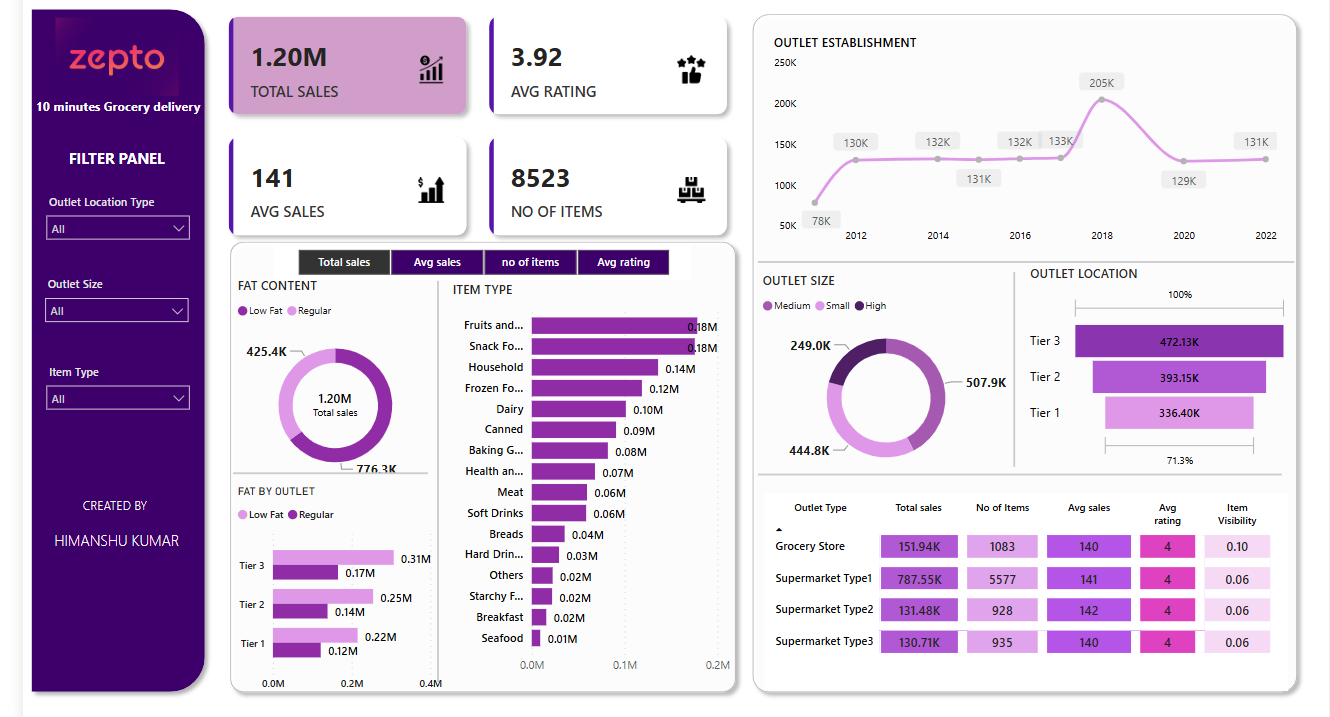 zepto
10 minutes Grocery delivery
FILTER PANEL
Outlet Location Type
All
Outlet Size
All
Item Type
All
CREATED BY
HIMANSHU KUMAR
1.20M
TOTAL SALES
3.92
AVG RATING
141
AVG SALES
8523
NO OF ITEMS
Total sales Avg sales no of items Avg rating
FAT CONTENT
Low Fat Regular
425.4K
1.20M
Total sales
776.3K
FAT BY OUTLET
Low Fat Regular
Tier 3 0.31M
0.17M
Tier 2 0.25M
0.14M
Tier 1 0.22M
0.12M
0.0M 0.2M 0.4M
ITEM TYPE
Fruits and... 0.18M
Snack Fo... 0.18M
Household 0.14M
Frozen Fo... 0.12M
Dairy 0.10M
Canned 0.09M
Baking G... 0.08M
Health an... 0.07M
Meat 0.06M
Soft Drinks 0.06M
Breads 0.04M
Hard Drin... 0.03M
Others 0.02M
Starchy F... 0.02M
Breakfast 0.02M
Seafood 0.01M
0.0M 0.1M 0.2M
OUTLET ESTABLISHMENT
250K
200K
150K
100K
50K
78K
130K
132K
131K
132K
133K
205K
129K
131K
2012 2014 2016 2018 2020 2022
OUTLET SIZE
Medium Small High
249.0K
507.9K
444.8K
OUTLET LOCATION
100%
Tier 3 472.13K
Tier 2 393.15K
Tier 1 336.40K
71.3%
Outlet Type Total sales No of Items Avg sales Avg rating Item Visibility
Grocery Store 151.94K 1083 140 4 0.10
Supermarket Type1 787.55K 5577 141 4 0.06
Supermarket Type2 131.48K 928 142 4 0.06
Supermarket Type3 130.71K 935 140 4 0.06